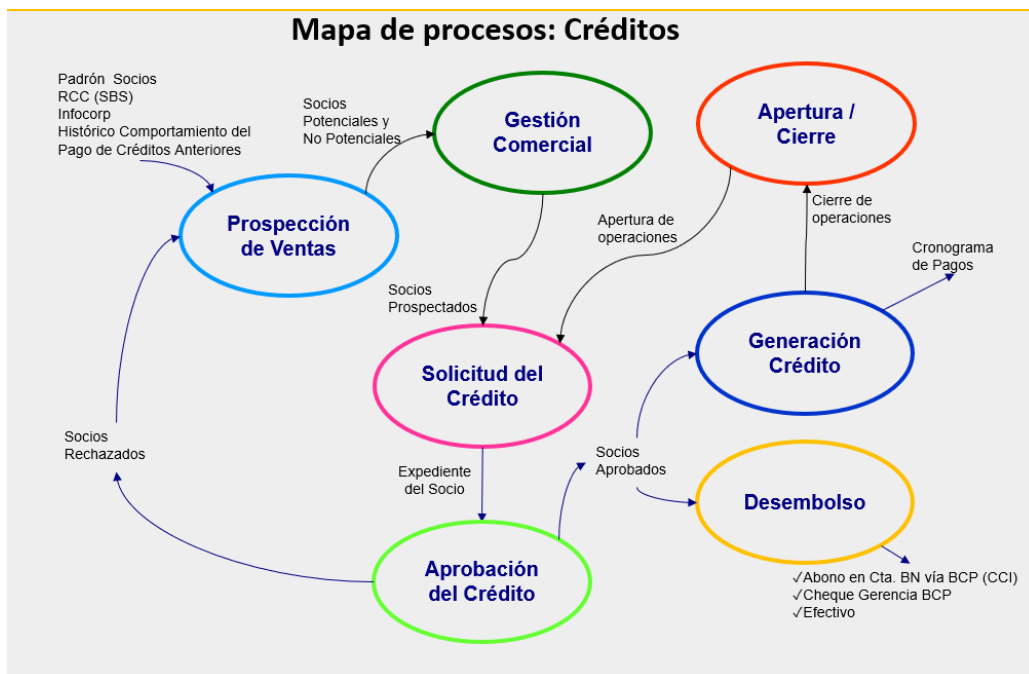 Mapa de procesos: Créditos
Padrón Socios
RCC (SBS)
Infocorp
Histórico Comportamiento del
Pago de Créditos Anteriores
Socios
Potenciales y
No Potenciales
Gestión
Comercial
Apertura /
Cierre
Prospección
de Ventas
Apertura de
operaciones
Cierre de
operaciones
Cronograma
de Pagos
Socios
Prospectados
Solicitud del
Crédito
Generación
Crédito
Socios
Rechazados
Expediente
del Socio
Socios
Aprobados
Desembolso
Aprobación
del Crédito
✓Abono en Cta. BN vía BCP (CCI)
✓Cheque Gerencia BCP
✓Efectivo